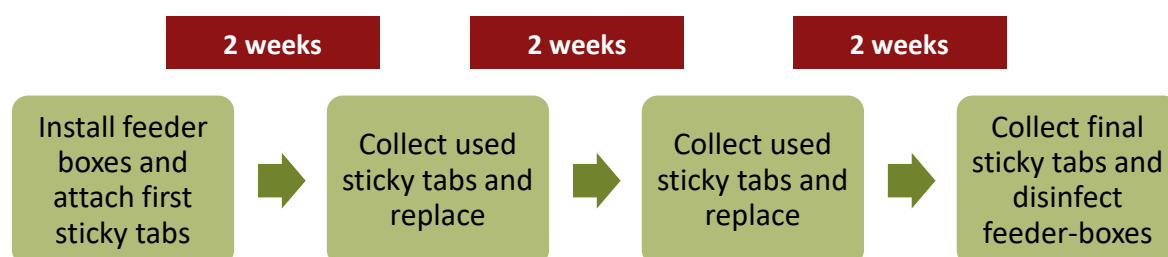 2 weeks
2 weeks
2 weeks
Install feeder
boxes and
attach first
sticky tabs
Collect used
sticky tabs and
replace
Collect used
sticky tabs and
replace
Collect final
sticky tabs and
disinfect
feeder-boxes